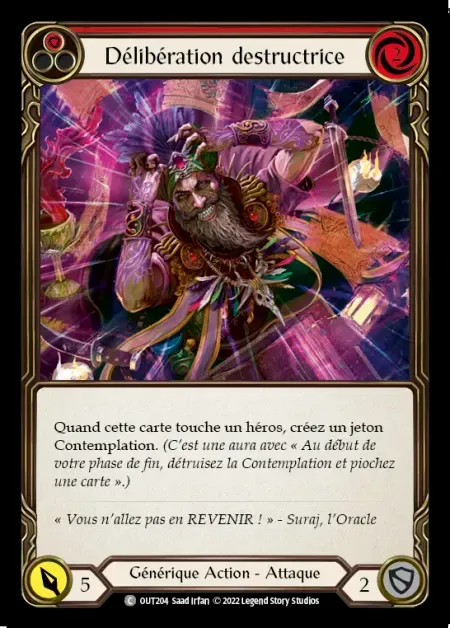 Délibération destructrice
2
Quand cette carte touche un héros, créez un jeton
Contemplation. (C'est une aura avec « Au début de
votre phase de fin, détruisez la Contemplation et piochez
une carte ».)
« Vous n'allez pas en REVENIR ! » - Suraj, l'Oracle
5
Générique Action - Attaque
2
C OUT204 Saad Irfan © 2022 Legend Story Studios